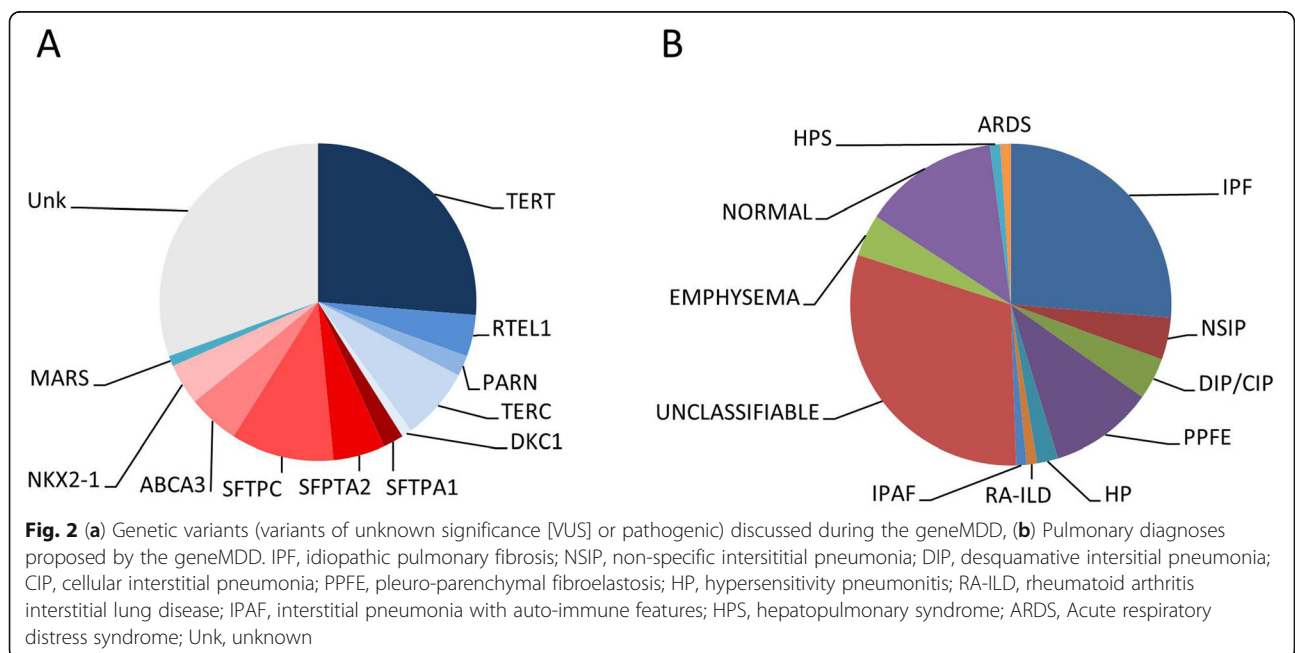 A
B
Unk
TERT
RTEL1
PARN
TERC
DKC1
SFTPA1
SFPTA2
SFTPC
ABCA3
NKX2-1
MARS
ARDS
HPS
IPF
NORMAL
EMPHYSEMA
NSIP
DIP/CIP
UNCLASSIFIABLE
PPFE
IPAF
RA-ILD
HP
Fig. 2 (a) Genetic variants (variants of unknown significance [VUS] or pathogenic) discussed during the geneMDD, (b) Pulmonary diagnoses
proposed by the geneMDD. IPF, idiopathic pulmonary fibrosis; NSIP, non-specific intersititial pneumonia; DIP, desquamative intersitial pneumonia;
CIP, cellular interstitial pneumonia; PPFE, pleuro-parenchymal fibroelastosis; HP, hypersensitivity pneumonitis; RA-ILD, rheumatoid arthritis
interstitial lung disease; IPAF, interstitial pneumonia with auto-immune features; HPS, hepatopulmonary syndrome; ARDS, Acute respiratory
distress syndrome; Unk, unknown